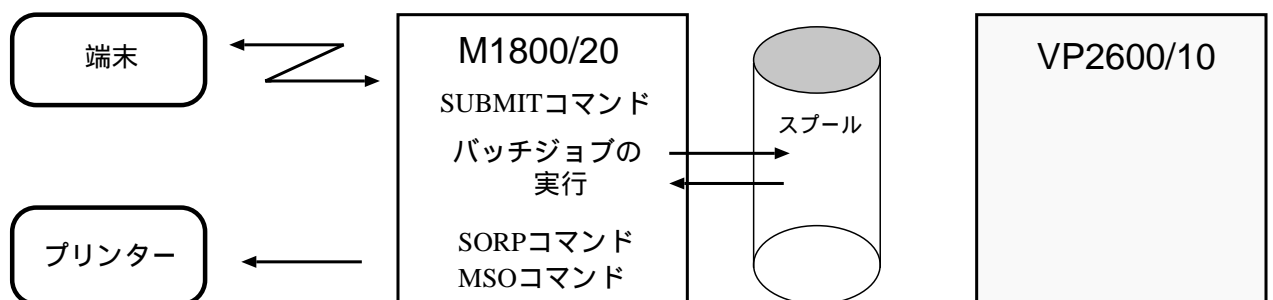 端末
プリンター
M1800/20
SUBMITコマンド
バッチジョブの
実行
SORPコマンド
MSOコマンド
スプール
VP2600/10